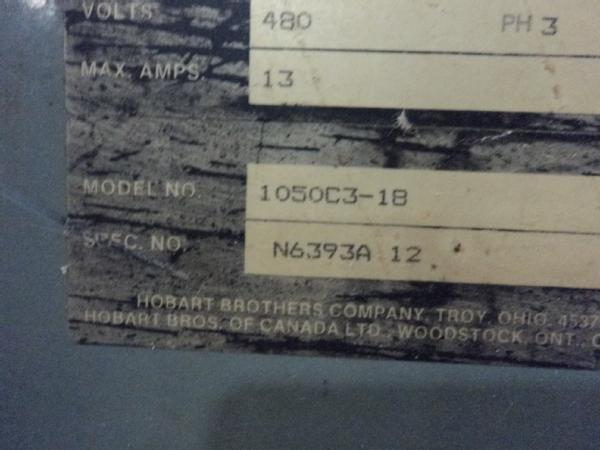 VOLTS 480 PH 3
MAX. AMPS. 13
MODEL NO. 1050C3-18
SPEC. NO. N6393A 12
HOBART BROTHERS COMPANY, TROY, OHIO, 4537
HOBART BROS. OF CANADA LTD., WOODSTOCK, ONT., C